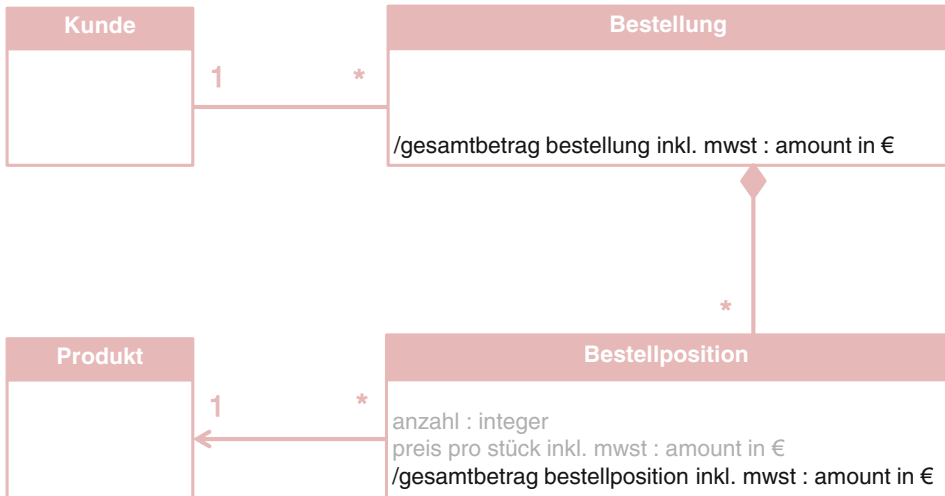 Kunde
Bestellung
1 *
/gesamtbetrag bestellung inkl. mwst : amount in €
*
Produkt
Bestellposition
1 *
anzahl : integer
preis pro stück inkl. mwst : amount in €
/gesamtbetrag bestellposition inkl. mwst : amount in €